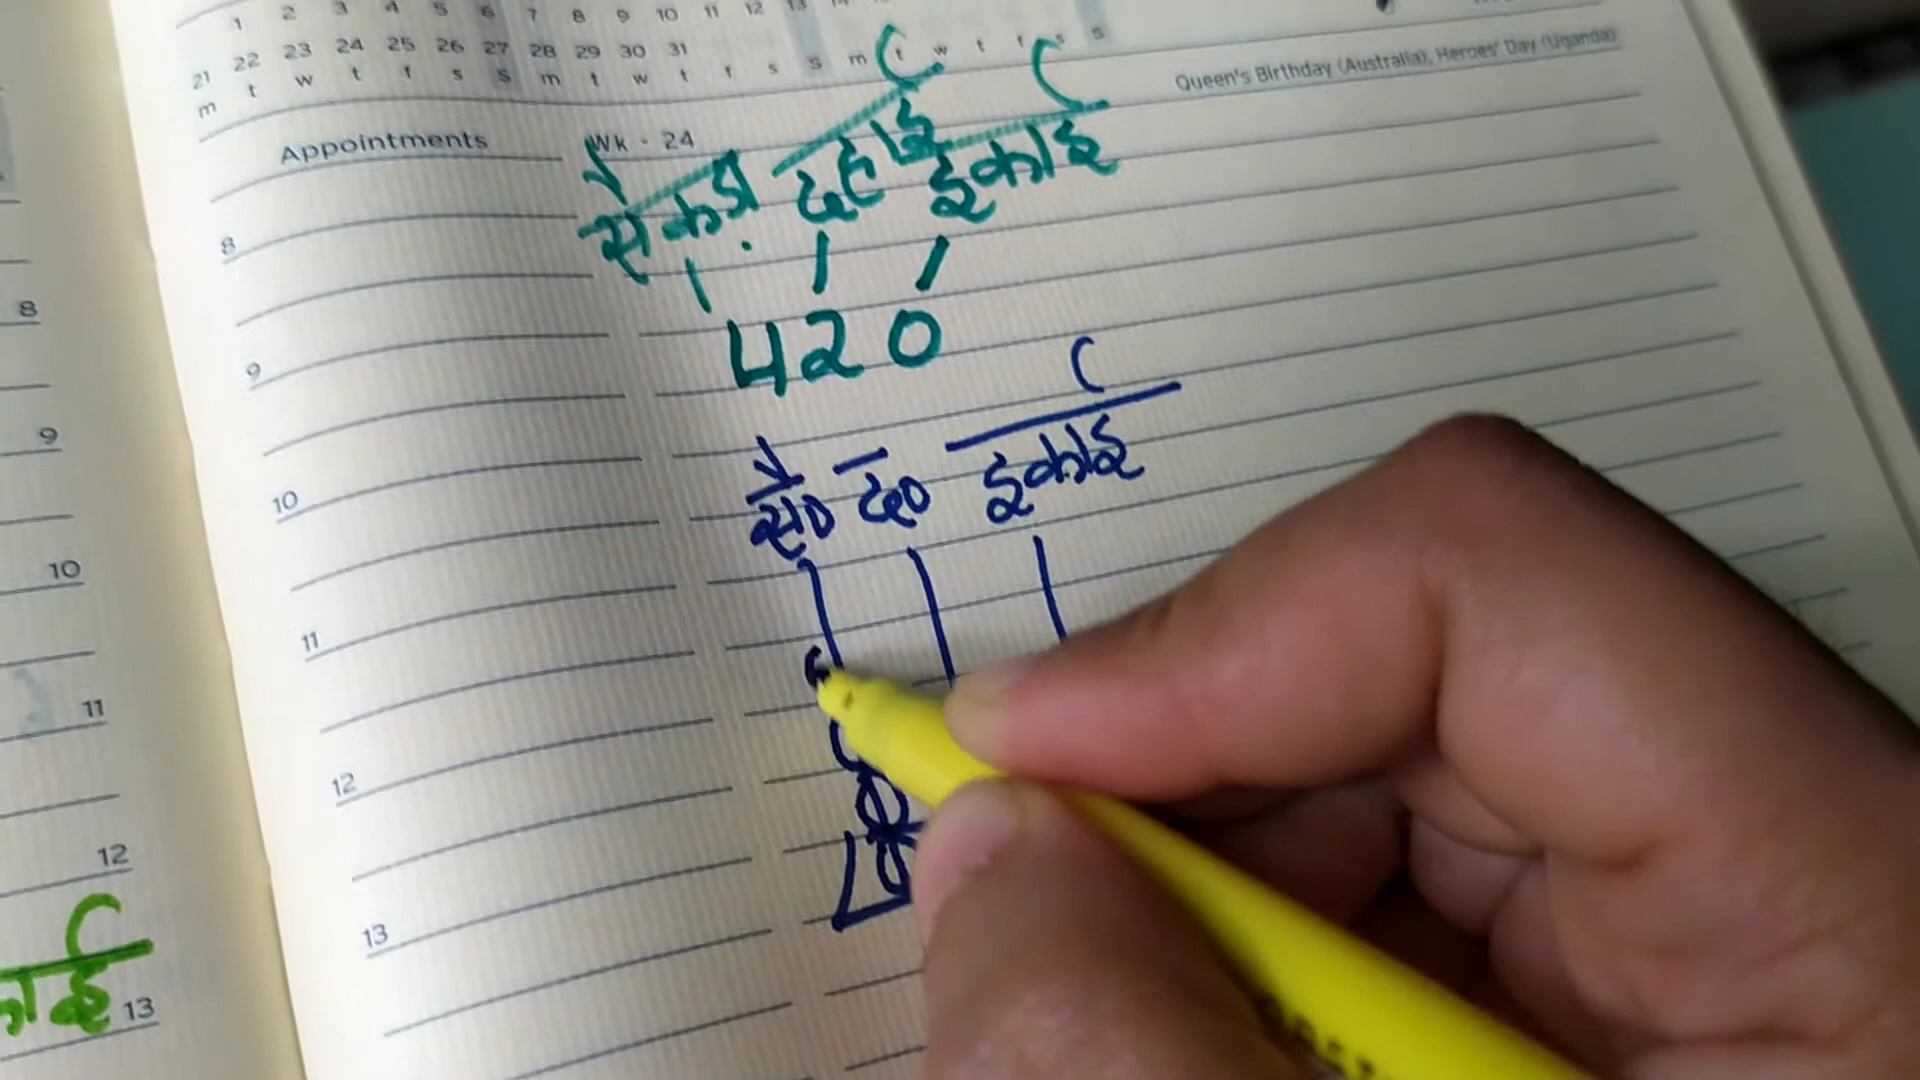 1 2 3 4 5 6 7 8 9 10 11 12 13 14
21 22 23 24 25 26 27 28 29 30 31
m t w t f s s m t w t f s s m t w t f s s
Queen's Birthday (Australia), Heroes' Day (Uganda)
Appointments Wk - 24
सैकड़ा दहाई इकाई
420
सै० द० इकाई
8
9
10
11
12
13
8
9
10
11
12
13